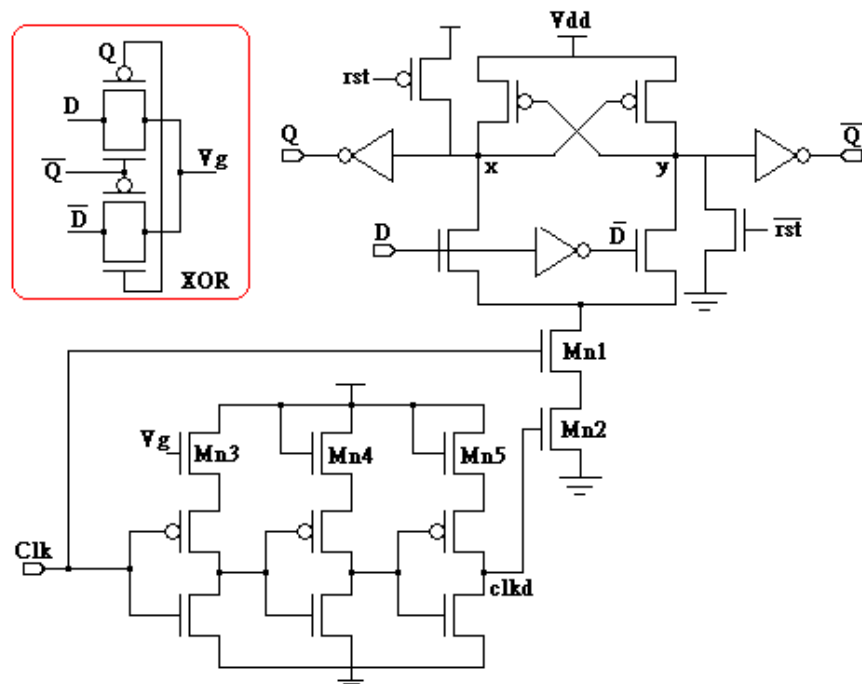 Q
D
Q̅
Vg
D̅
XOR
Vdd
rst
Q
x
y
Q̅
D
D̅
r̅s̅t̅
Mn1
Mn2
Vg
Mn3
Mn4
Mn5
Clk
clkd